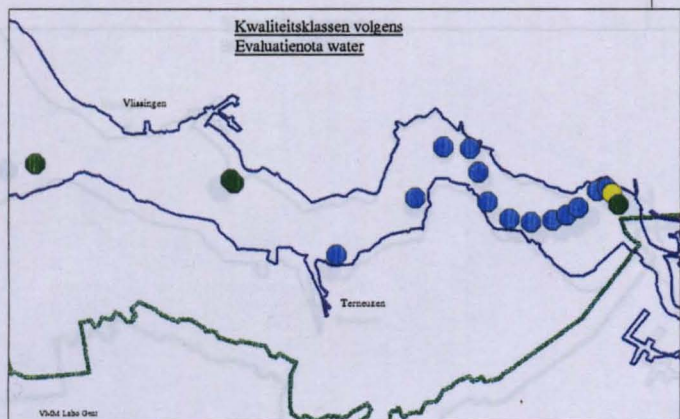 Kwaliteitsklassen volgens
Evaluatienota water
Vlissingen
Terneuzen
VMM Labo Gent